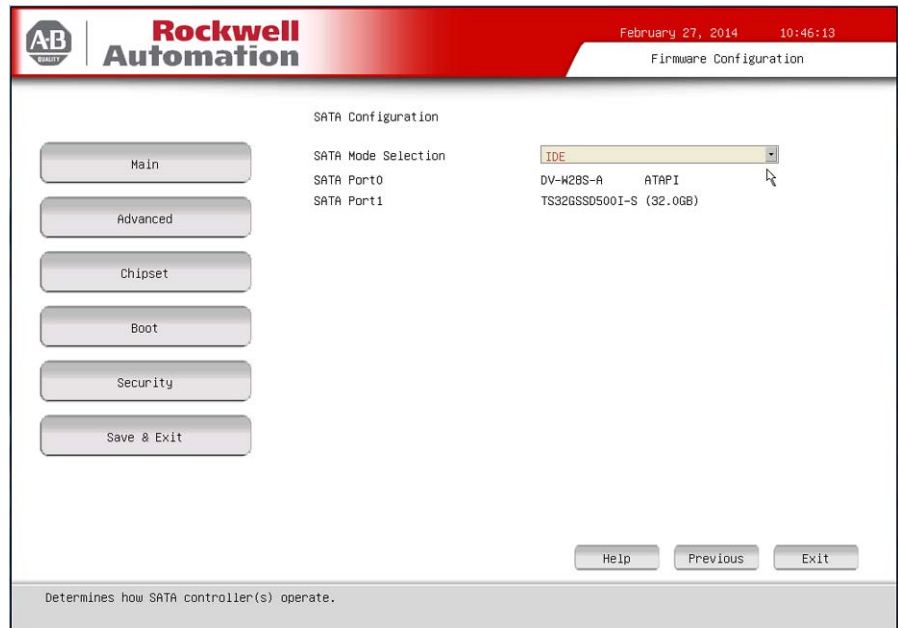 A-B
QUALITY
Rockwell
Automation
February 27, 2014 10:46:13
Firmware Configuration
SATA Configuration
SATA Mode Selection IDE
SATA Port0 DV-W28S-A ATAPI
SATA Port1 TS32GSSD500I-S (32.0GB)
Main
Advanced
Chipset
Boot
Security
Save & Exit
Help Previous Exit
Determines how SATA controller(s) operate.